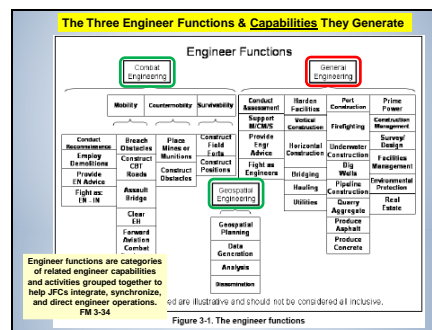 The Three Engineer Functions & Capabilities They Generate
Engineer Functions
Combat
Engineering
General
Engineering
Mobility
Countermobility
Survivability
Conduct
Reconnaissance
Employ
Demolitions
Provide
EN Advice
Fight as:
EN - IN
Breach
Obstacles
Construct
CBT
Roads
Assault
Bridge
Clear
EH
Forward
Aviation
Combat
Place
Mines or
Munitions
Construct
Obstacles
Construct
Field
Forts
Construct
Positions
Geospatial
Engineering
Geospatial
Planning
Data
Generation
Analysis
Dissemination
Conduct
Assessment
Support
M/CM/S
Provide
Engr
Advice
Fight as
Engineers
Harden
Facilities
Vertical
Construction
Horizontal
Construction
Bridging
Hauling
Utilities
Port
Construction
Firefighting
Underwater
Construction
Dig
Wells
Pipeline
Construction
Quarry
Aggregate
Produce
Asphalt
Produce
Concrete
Prime
Power
Construction
Management
Survey/
Design
Facilities
Management
Environmental
Protection
Real
Estate
Engineer functions are categories
of related engineer capabilities
and activities grouped together to
help JFCs integrate, synchronize,
and direct engineer operations.
FM 3-34
ed are illustrative and should not be considered all inclusive.
Figure 3-1. The engineer functions